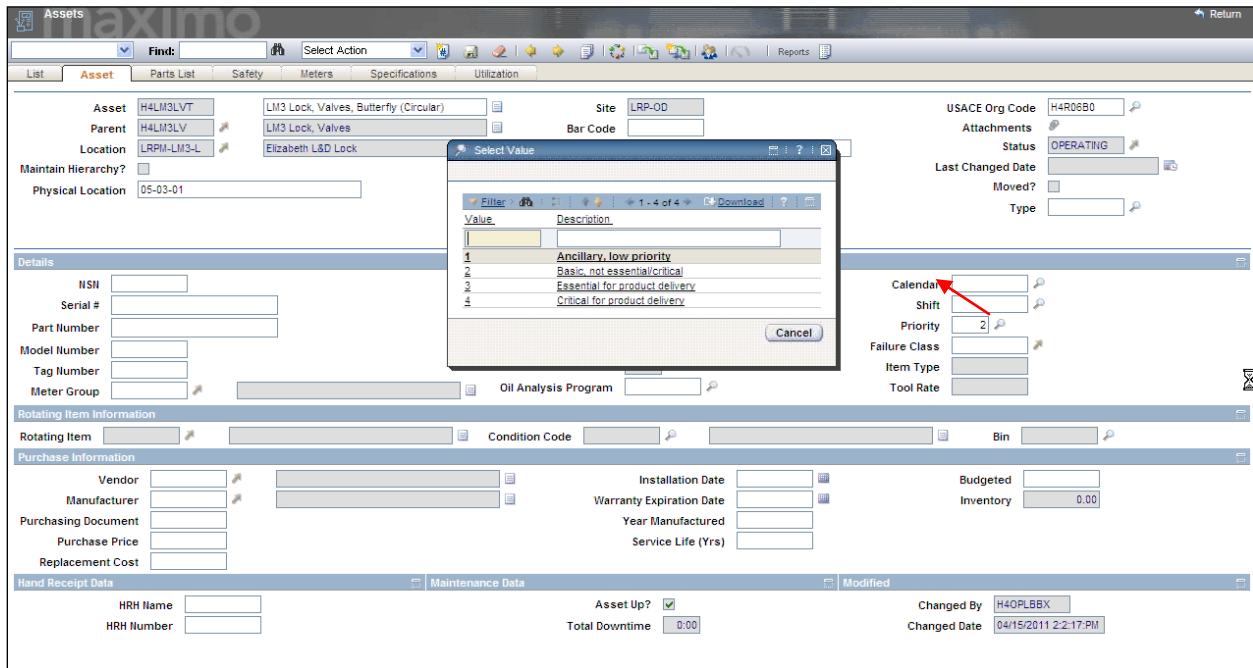 maximo
Assets Return
Find: Select Action Reports
List Asset Parts List Safety Meters Specifications Utilization
Asset H4LM3LVT LM3 Lock, Valves, Butterfly (Circular) Site LRP-OD USACE Org Code H4R06B0
Parent H4LM3LV LM3 Lock, Valves Bar Code Attachments
Location LRPM-LM3-L Elizabeth L&D Lock Status OPERATING
Maintain Hierarchy? Last Changed Date
Physical Location 05-03-01 Moved?
Type
Select Value ?
Filter 1 - 4 of 4 Download ?
Value Description
1 Ancillary, low priority
2 Basic, not essential/critical
3 Essential for product delivery
4 Critical for product delivery
Cancel
Details
NSN Calendar
Serial # Shift
Part Number Priority 2
Model Number Failure Class
Tag Number Item Type
Meter Group Oil Analysis Program Tool Rate
Rotating Item Information
Rotating Item Condition Code Bin
Purchase Information
Vendor Installation Date Budgeted
Manufacturer Warranty Expiration Date Inventory 0.00
Purchasing Document Year Manufactured
Purchase Price Service Life (Yrs)
Replacement Cost
Hand Receipt Data Maintenance Data Modified
HRH Name Asset Up? Changed By H4OPLBBX
HRH Number Total Downtime 0:00 Changed Date 04/15/2011 2:2:17:PM